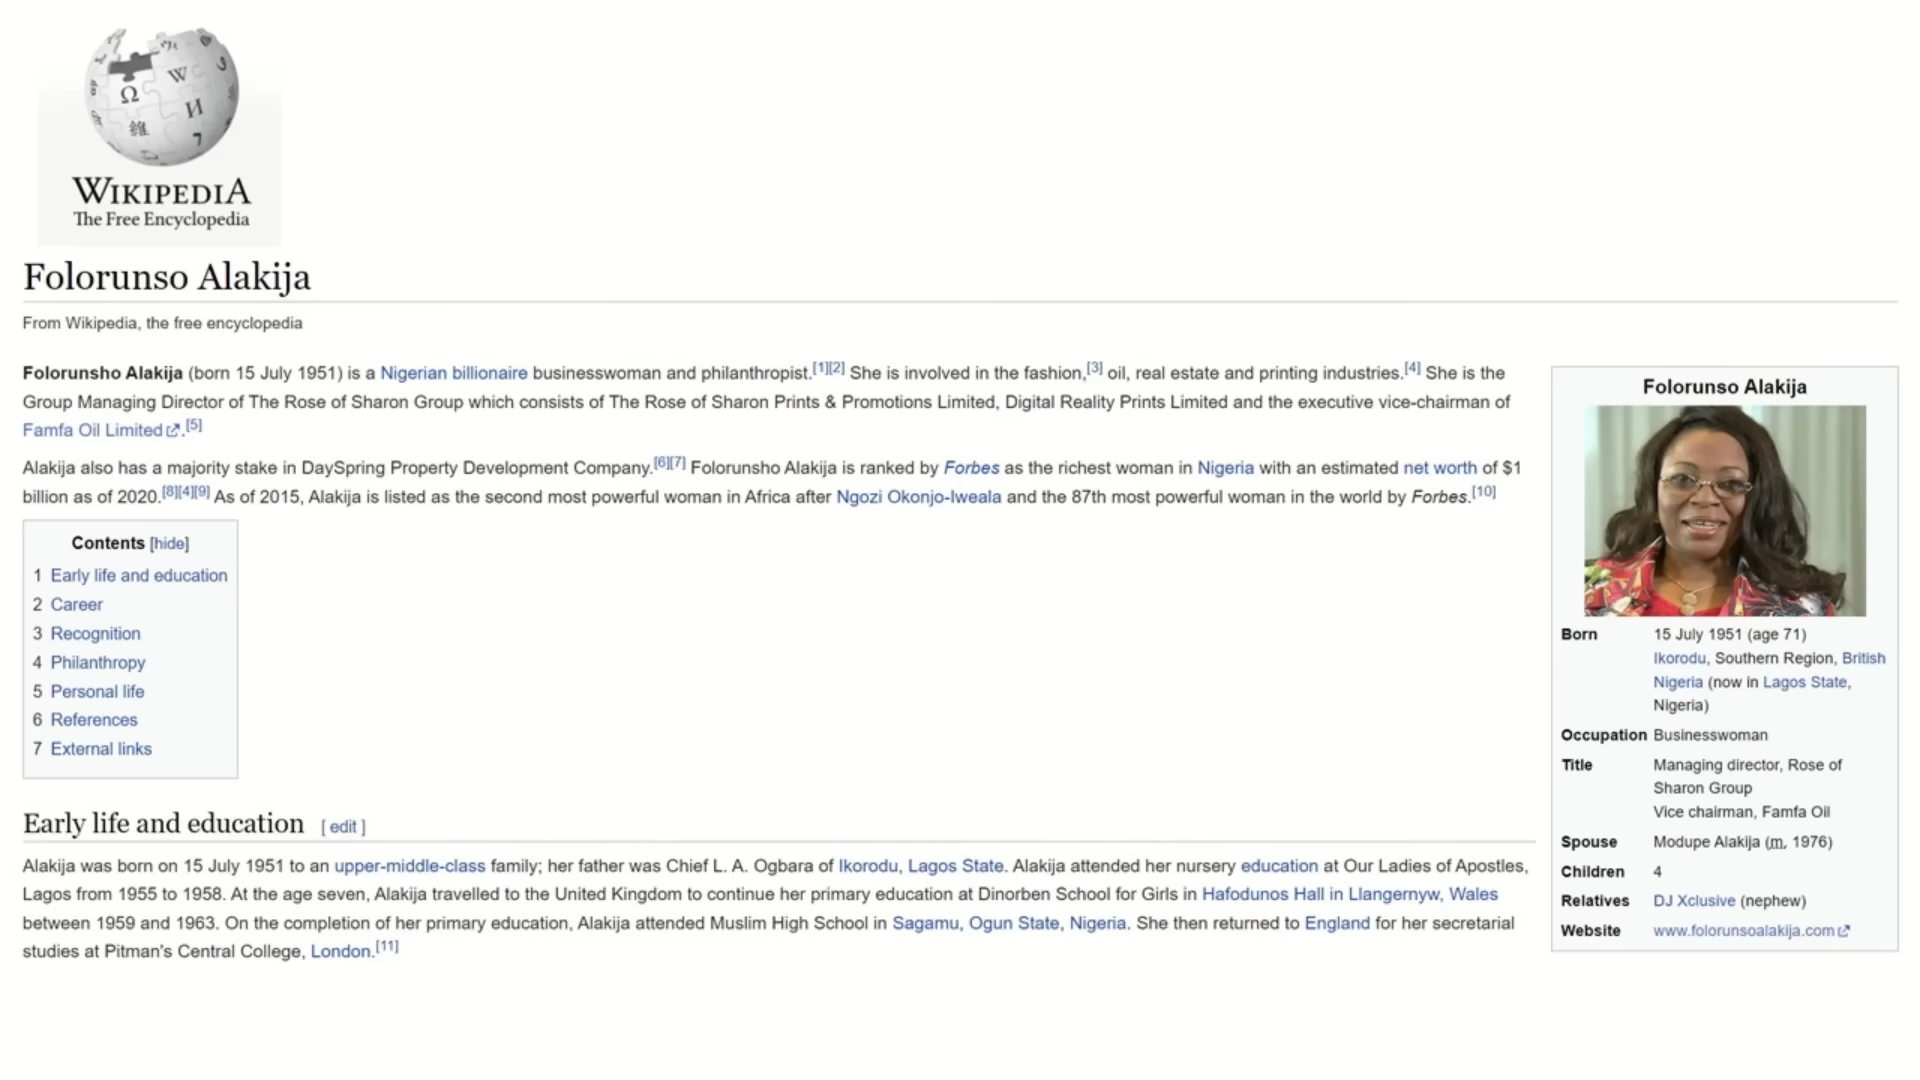 WIKIPEDIA
The Free Encyclopedia
Folorunso Alakija
From Wikipedia, the free encyclopedia
Folorunsho Alakija (born 15 July 1951) is a Nigerian billionaire businesswoman and philanthropist.[1][2] She is involved in the fashion,[3] oil, real estate and printing industries.[4] She is the
Group Managing Director of The Rose of Sharon Group which consists of The Rose of Sharon Prints & Promotions Limited, Digital Reality Prints Limited and the executive vice-chairman of
Famfa Oil Limited.[5]
Alakija also has a majority stake in DaySpring Property Development Company.[6][7] Folorunsho Alakija is ranked by Forbes as the richest woman in Nigeria with an estimated net worth of $1
billion as of 2020.[8][4][9] As of 2015, Alakija is listed as the second most powerful woman in Africa after Ngozi Okonjo-Iweala and the 87th most powerful woman in the world by Forbes.[10]
Contents [hide]
1 Early life and education
2 Career
3 Recognition
4 Philanthropy
5 Personal life
6 References
7 External links
Early life and education [ edit ]
Alakija was born on 15 July 1951 to an upper-middle-class family; her father was Chief L. A. Ogbara of Ikorodu, Lagos State. Alakija attended her nursery education at Our Ladies of Apostles,
Lagos from 1955 to 1958. At the age seven, Alakija travelled to the United Kingdom to continue her primary education at Dinorben School for Girls in Hafodunos Hall in Llangernyw, Wales
between 1959 and 1963. On the completion of her primary education, Alakija attended Muslim High School in Sagamu, Ogun State, Nigeria. She then returned to England for her secretarial
studies at Pitman's Central College, London.[11]
Folorunso Alakija
Born 15 July 1951 (age 71)
Ikorodu, Southern Region, British
Nigeria (now in Lagos State,
Nigeria)
Occupation Businesswoman
Title Managing director, Rose of
Sharon Group
Vice chairman, Famfa Oil
Spouse Modupe Alakija (m. 1976)
Children 4
Relatives DJ Xclusive (nephew)
Website www.folorunsoalakija.com